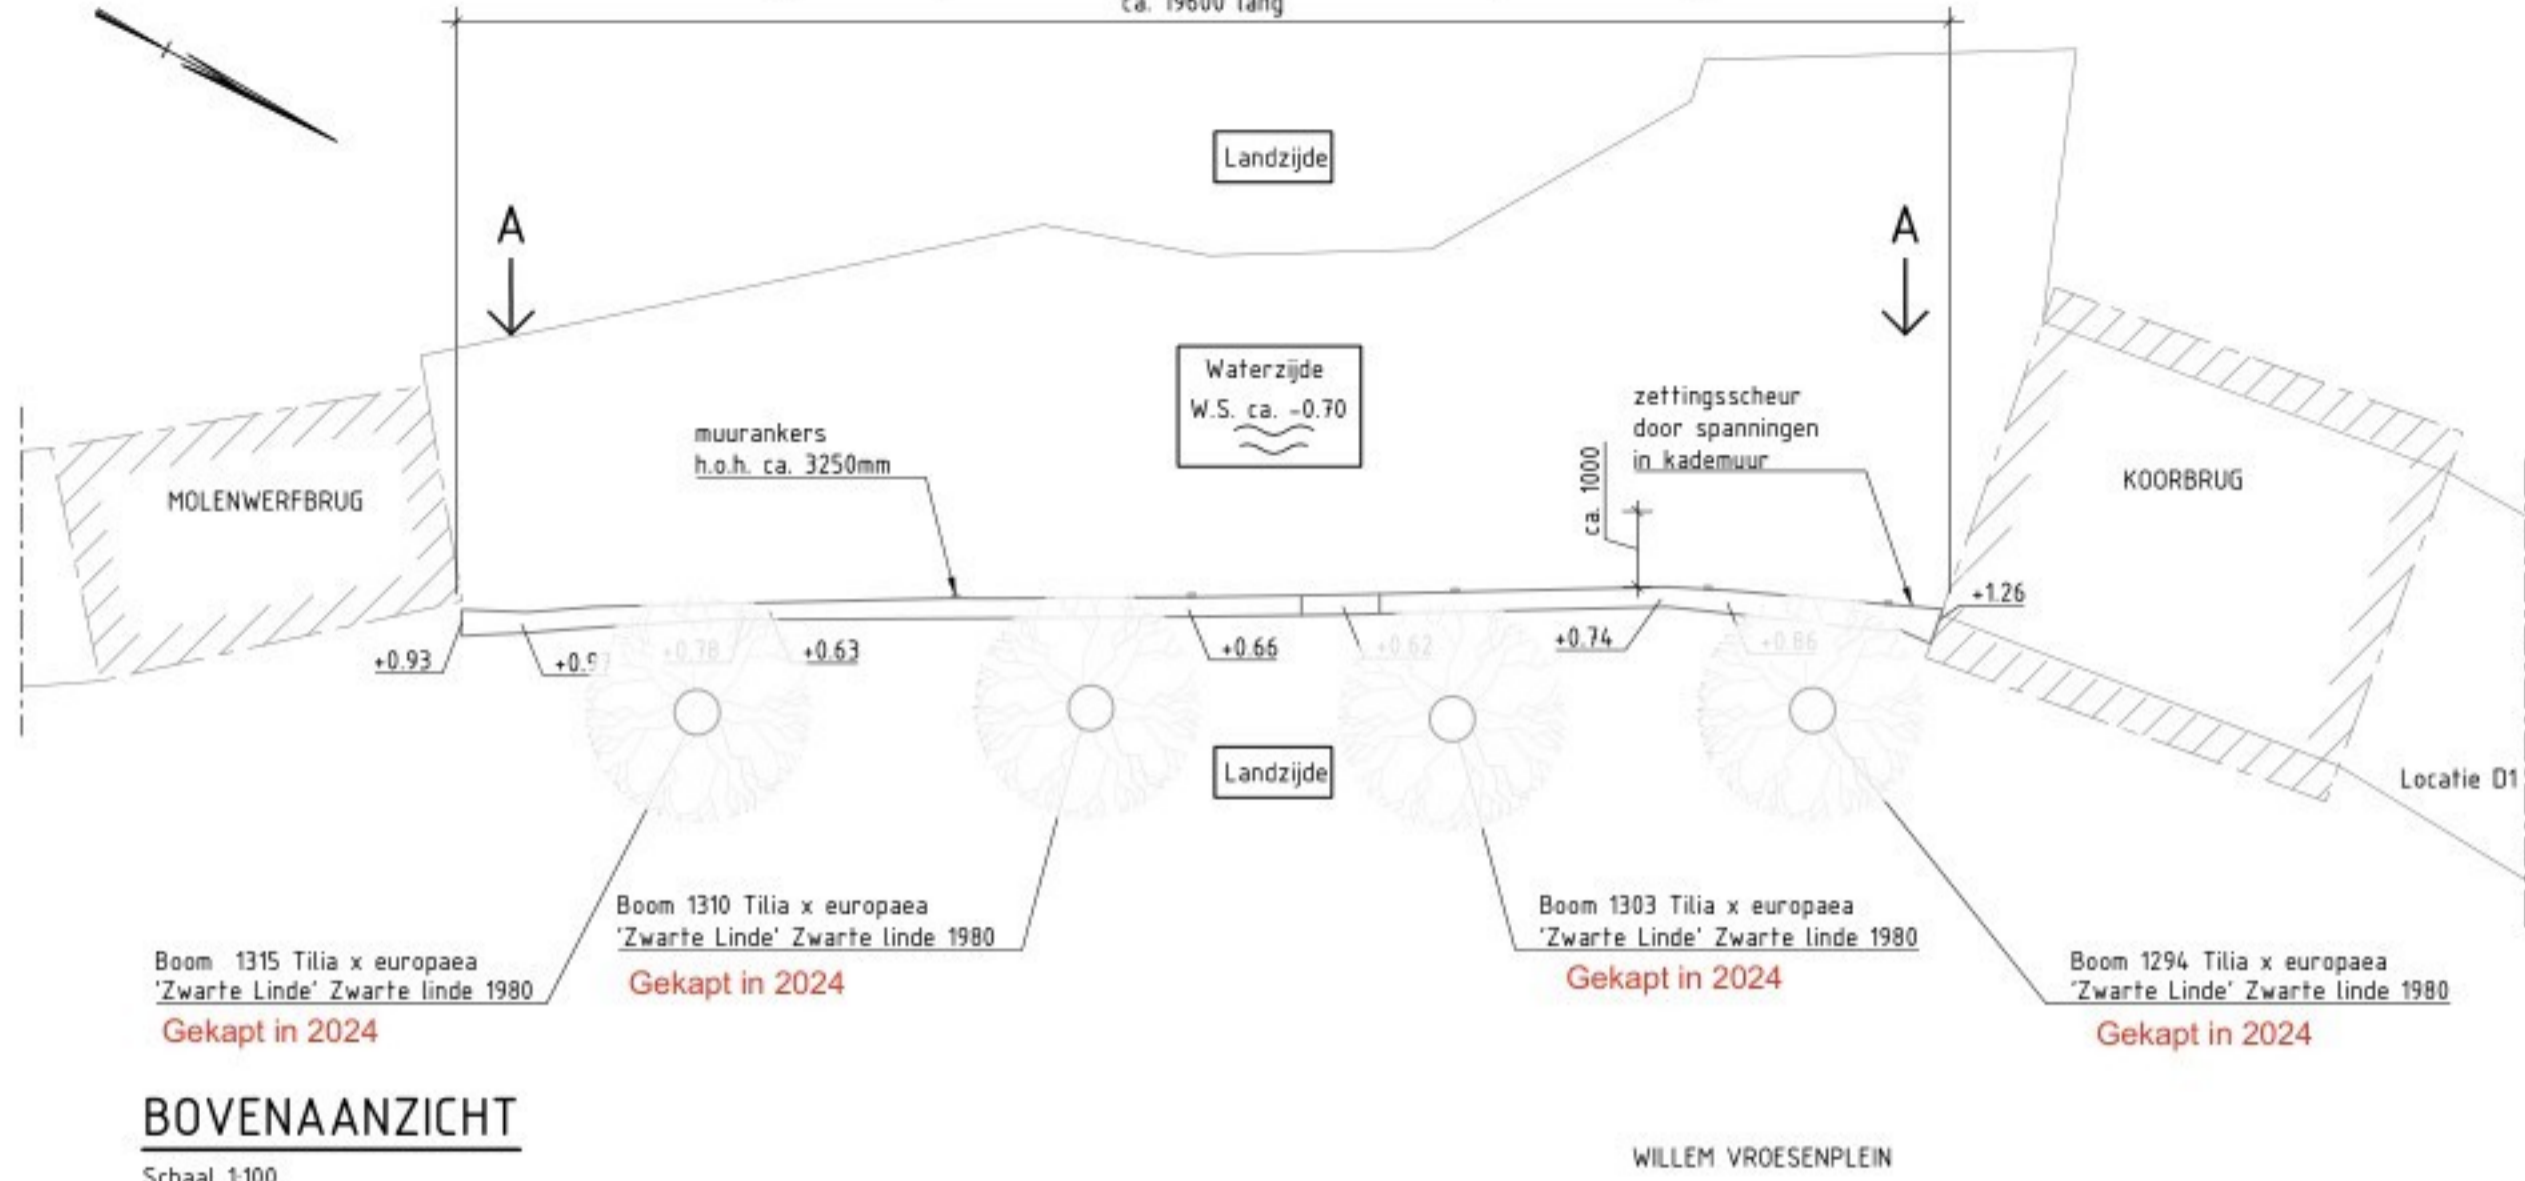 ca. 19600 lang
Landzijde
A
A
Waterzijde
W.S. ca. -0.70
zettingsscheur
door spanningen
in kademuur
muurankers
h.o.h. ca. 3250mm
ca. 1000
MOLENWERFBRUG
KOORBRUG
+1.26
+0.93
+0.97
+0.78
+0.63
+0.66
+0.62
+0.74
+0.86
Landzijde
Locatie D1
Boom 1310 Tilia x europaea
'Zwarte Linde' Zwarte linde 1980
Gekapt in 2024
Boom 1303 Tilia x europaea
'Zwarte Linde' Zwarte linde 1980
Gekapt in 2024
Boom 1315 Tilia x europaea
'Zwarte Linde' Zwarte linde 1980
Gekapt in 2024
Boom 1294 Tilia x europaea
'Zwarte Linde' Zwarte linde 1980
Gekapt in 2024
BOVENAANZICHT
Schaal 1:100
WILLEM VROESENPLEIN